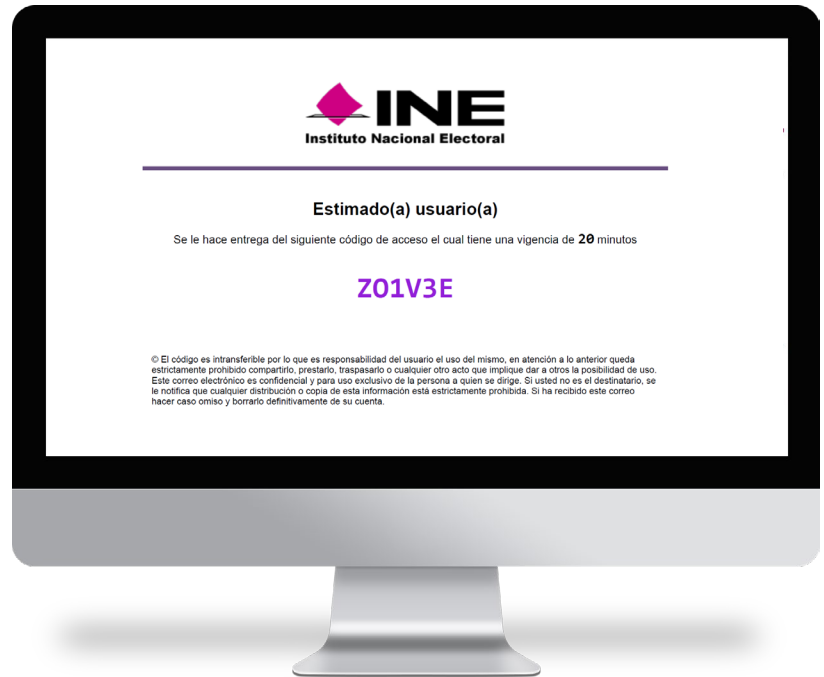 INE
Instituto Nacional Electoral
Estimado(a) usuario(a)
Se le hace entrega del siguiente código de acceso el cual tiene una vigencia de 20 minutos
ZO1V3E
© El código es intransferible por lo que es responsabilidad del usuario el uso del mismo, en atención a lo anterior queda
estrictamente prohibido compartirlo, prestarlo, traspasarlo o cualquier otro acto que implique dar a otros la posibilidad de uso.
Este correo electrónico es confidencial y para uso exclusivo de la persona a quien se dirige. Si usted no es el destinatario, se
le notifica que cualquier distribución o copia de esta información está estrictamente prohibida. Si ha recibido este correo
hacer caso omiso y borrarlo definitivamente de su cuenta.